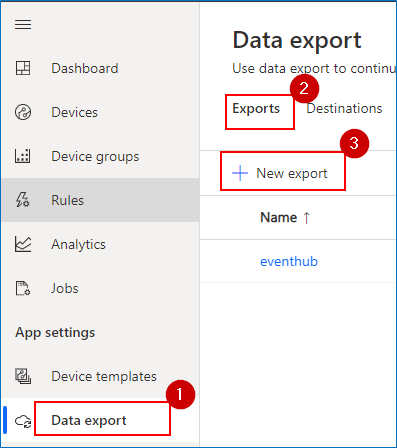 Dashboard
Devices
Device groups
Rules
Analytics
Jobs
App settings
Device templates
1
Data export
Data export
Use data export to continu
2
Exports Destinations
3
New export
Name ↑
eventhub